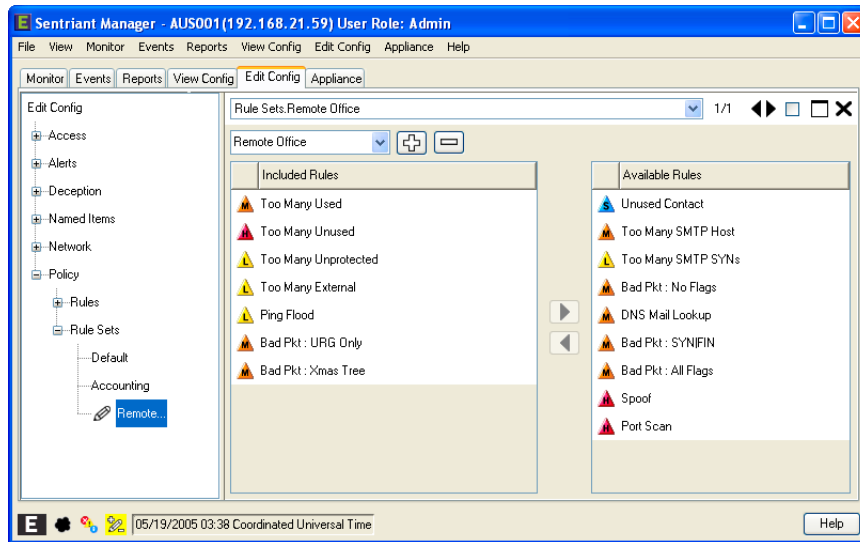 E Sentriant Manager - AUS001(192.168.21.59) User Role: Admin
File View Monitor Events Reports View Config Edit Config Appliance Help
Monitor Events Reports View Config Edit Config Appliance
Edit Config
Access
Alerts
Deception
Named Items
Network
Policy
Rules
Rule Sets
Default
Accounting
Remote...
Rule Sets.Remote Office 1/1
Remote Office
Included Rules
M Too Many Used
H Too Many Unused
L Too Many Unprotected
L Too Many External
L Ping Flood
M Bad Pkt : URG Only
M Bad Pkt : Xmas Tree
Available Rules
S Unused Contact
M Too Many SMTP Host
L Too Many SMTP SYNs
M Bad Pkt : No Flags
M DNS Mail Lookup
M Bad Pkt : SYN|FIN
M Bad Pkt : All Flags
H Spoof
H Port Scan
E 05/19/2005 03:38 Coordinated Universal Time Help